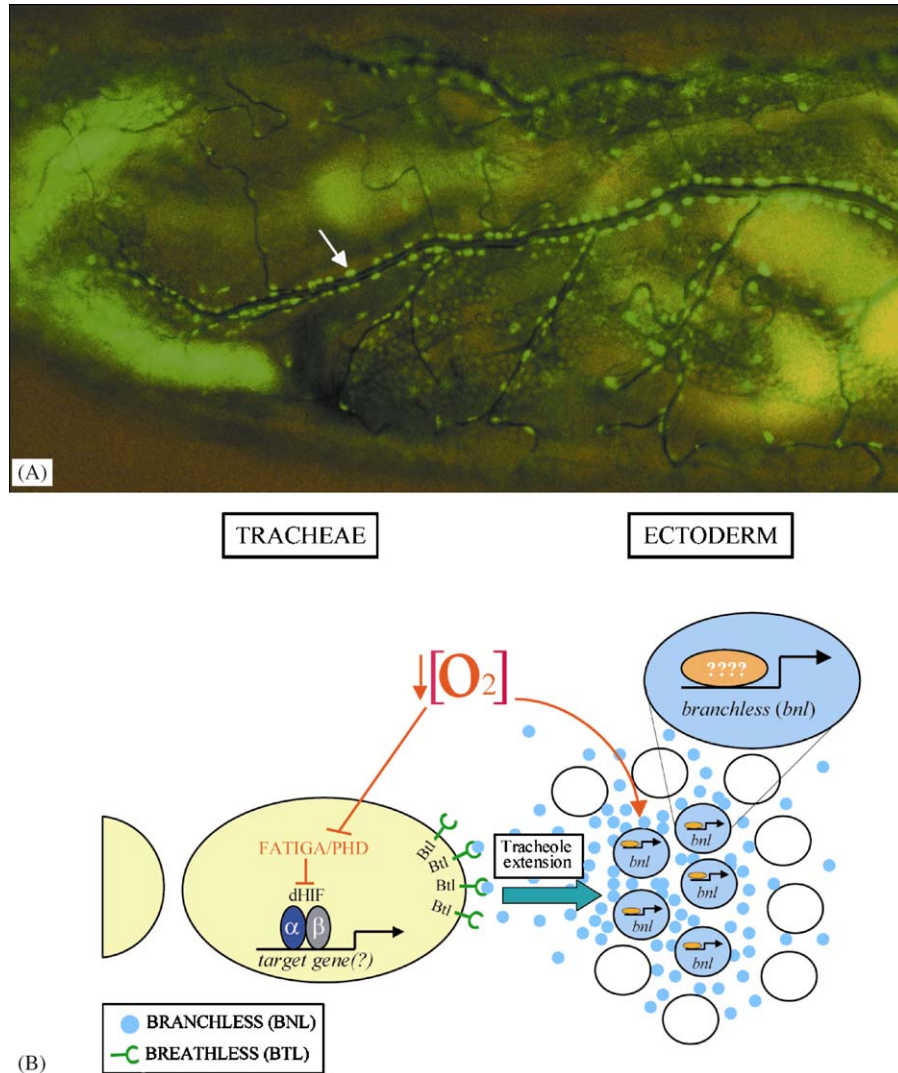 (A)
TRACHEAE
ECTODERM
↓[O2]
????
branchless (bnl)
FATIGA/PHD
dHIF
α β
target gene(?)
Btl
Btl
Btl
Btl
Tracheole
extension
bnl
bnl
bnl
bnl
bnl
BRANCHLESS (BNL)
BREATHLESS (BTL)
(B)